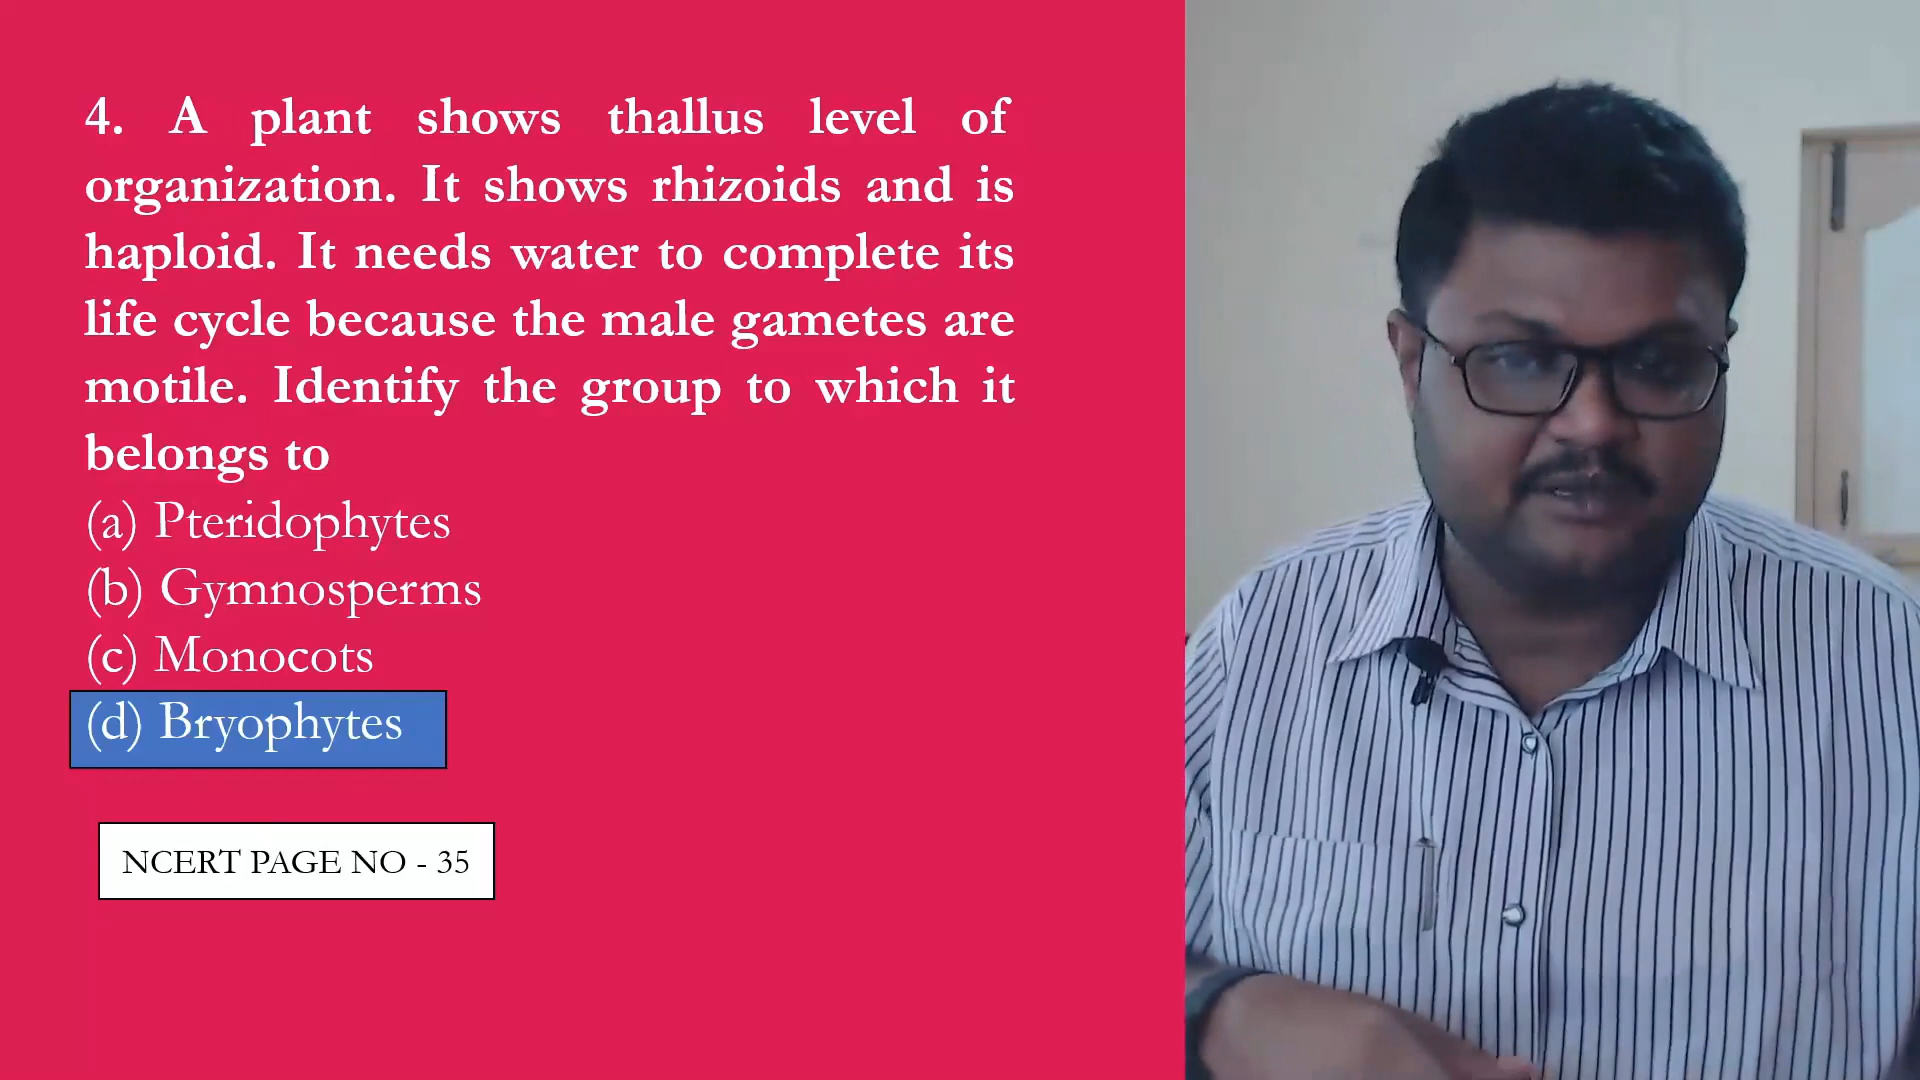 4. A plant shows thallus level of
organization. It shows rhizoids and is
haploid. It needs water to complete its
life cycle because the male gametes are
motile. Identify the group to which it
belongs to
(a) Pteridophytes
(b) Gymnosperms
(c) Monocots
(d) Bryophytes
NCERT PAGE NO - 35